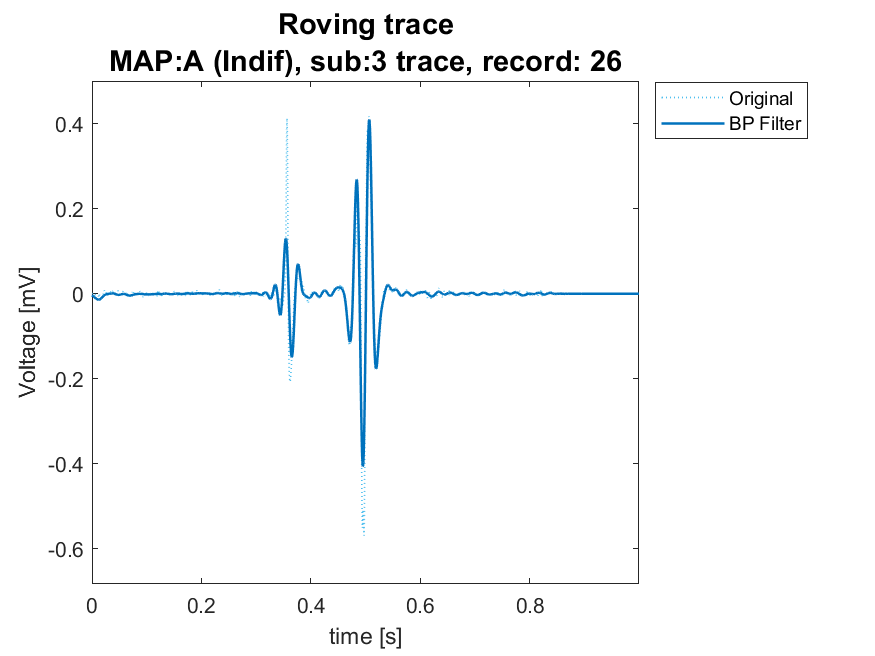 Roving trace
MAP:A (Indif), sub:3 trace, record: 26
Original
BP Filter
0.4
0.2
0
-0.2
-0.4
-0.6
Voltage [mV]
0
0.2
0.4
0.6
0.8
time [s]